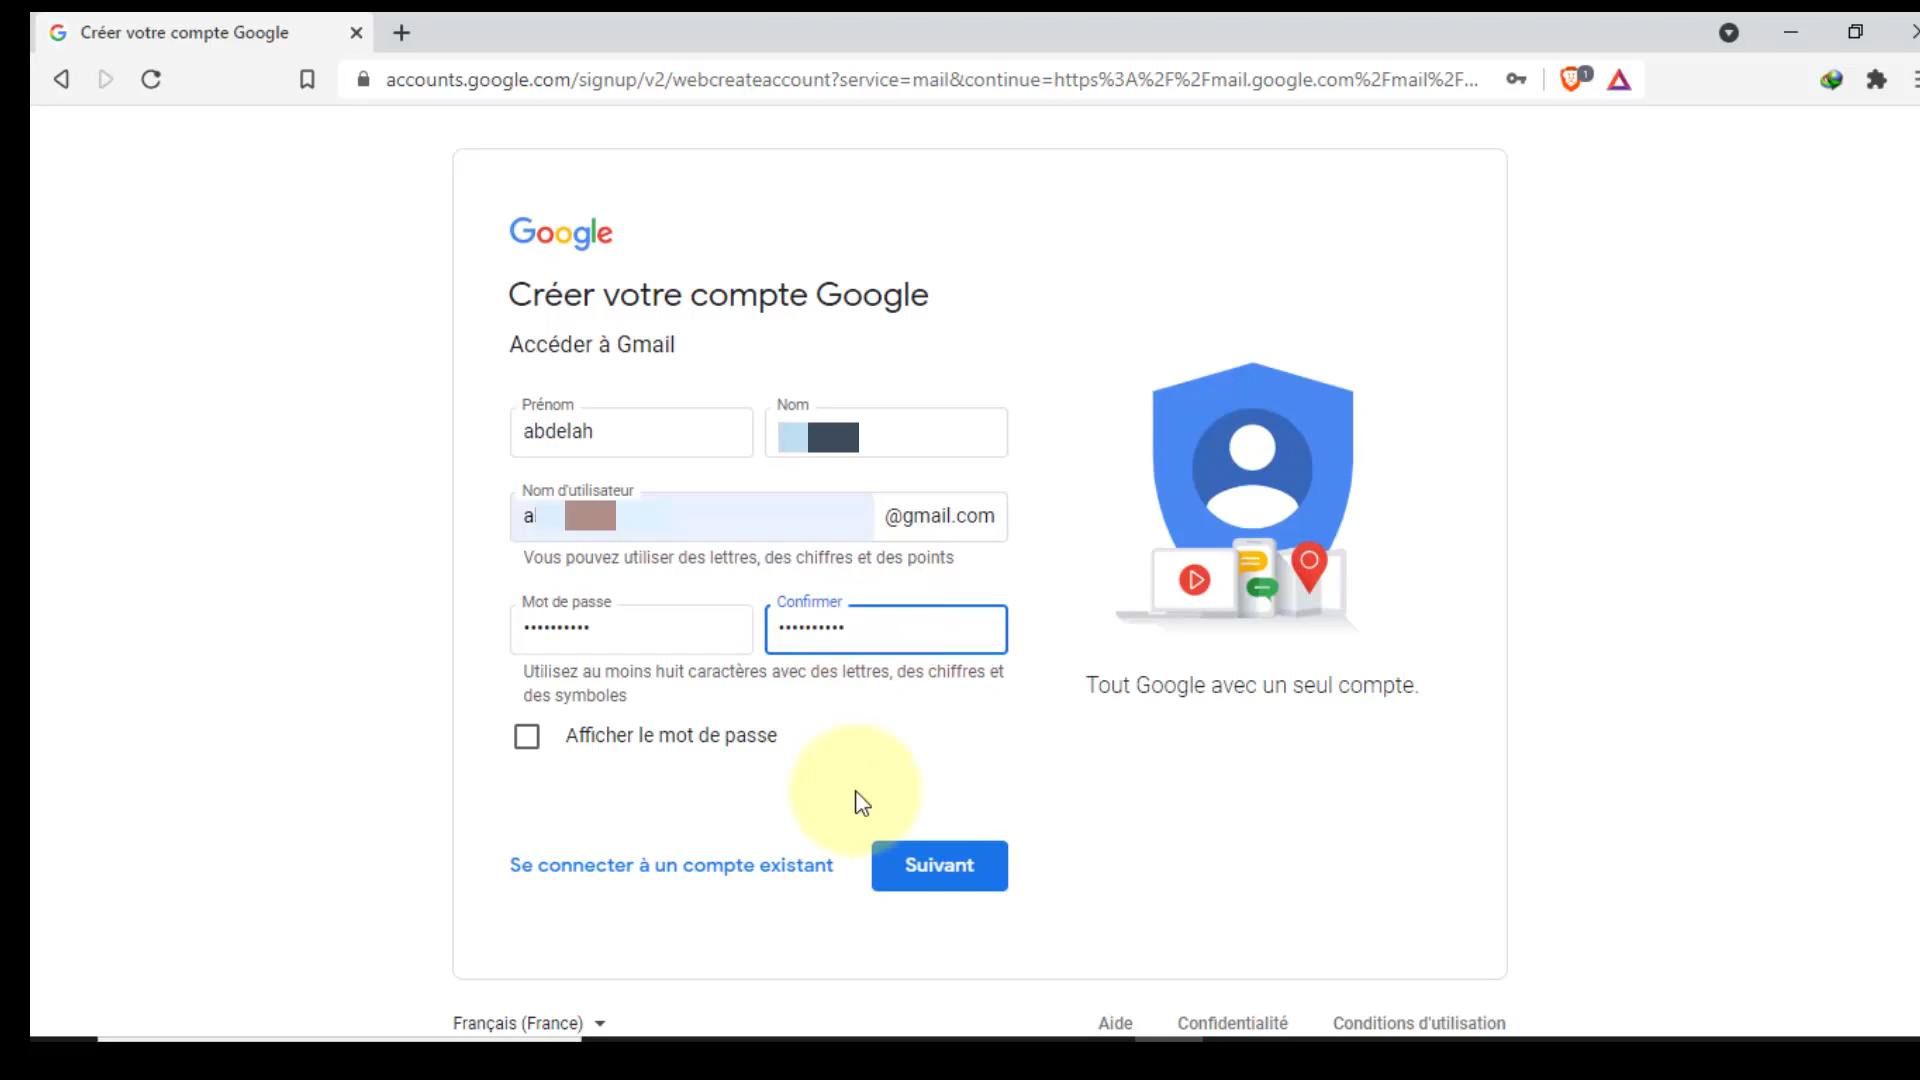 Créer votre compte Google
accounts.google.com/signup/v2/webcreateaccount?service=mail&continue=https%3A%2F%2Fmail.google.com%2Fmail%2F...
1
Google
Créer votre compte Google
Accéder à Gmail
Prénom
Nom
abdelah
Nom d'utilisateur
al
@gmail.com
Vous pouvez utiliser des lettres, des chiffres et des points
Mot de passe
Confirmer
••••••••••
••••••••••
Utilisez au moins huit caractères avec des lettres, des chiffres et
des symboles
Afficher le mot de passe
Tout Google avec un seul compte.
Se connecter à un compte existant
Suivant
Français (France)
Aide
Confidentialité
Conditions d'utilisation